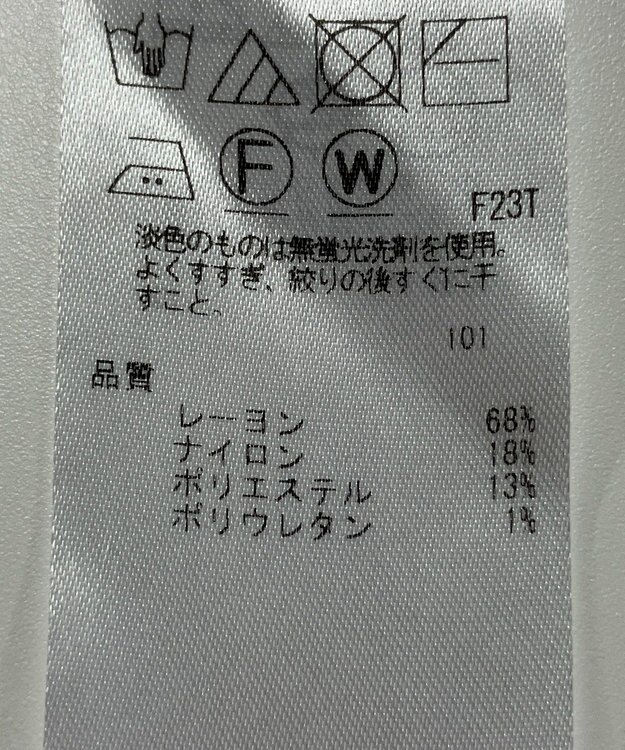 F W
F23T
淡色のものは無蛍光洗剤を使用。
よくすすぎ、絞りの後すぐに干
すこと。
101
品質
レーヨン 68%
ナイロン 18%
ポリエステル 13%
ポリウレタン 1%